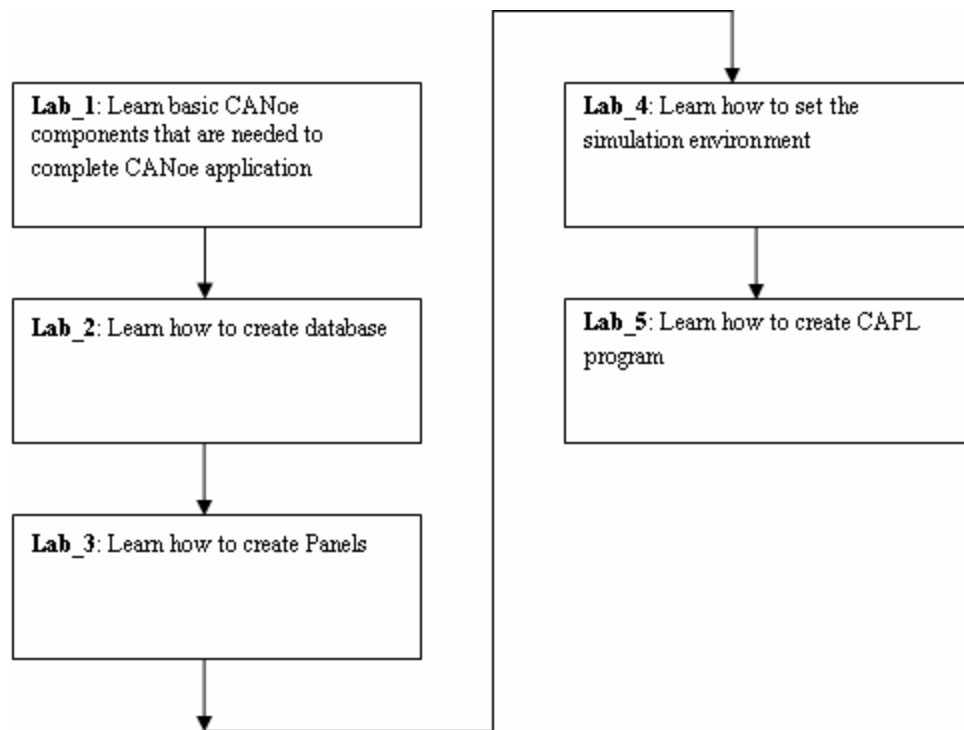 Lab_1: Learn basic CANoe
components that are needed to
complete CANoe application
Lab_2: Learn how to create database
Lab_3: Learn how to create Panels
Lab_4: Learn how to set the
simulation environment
Lab_5: Learn how to create CAPL
program